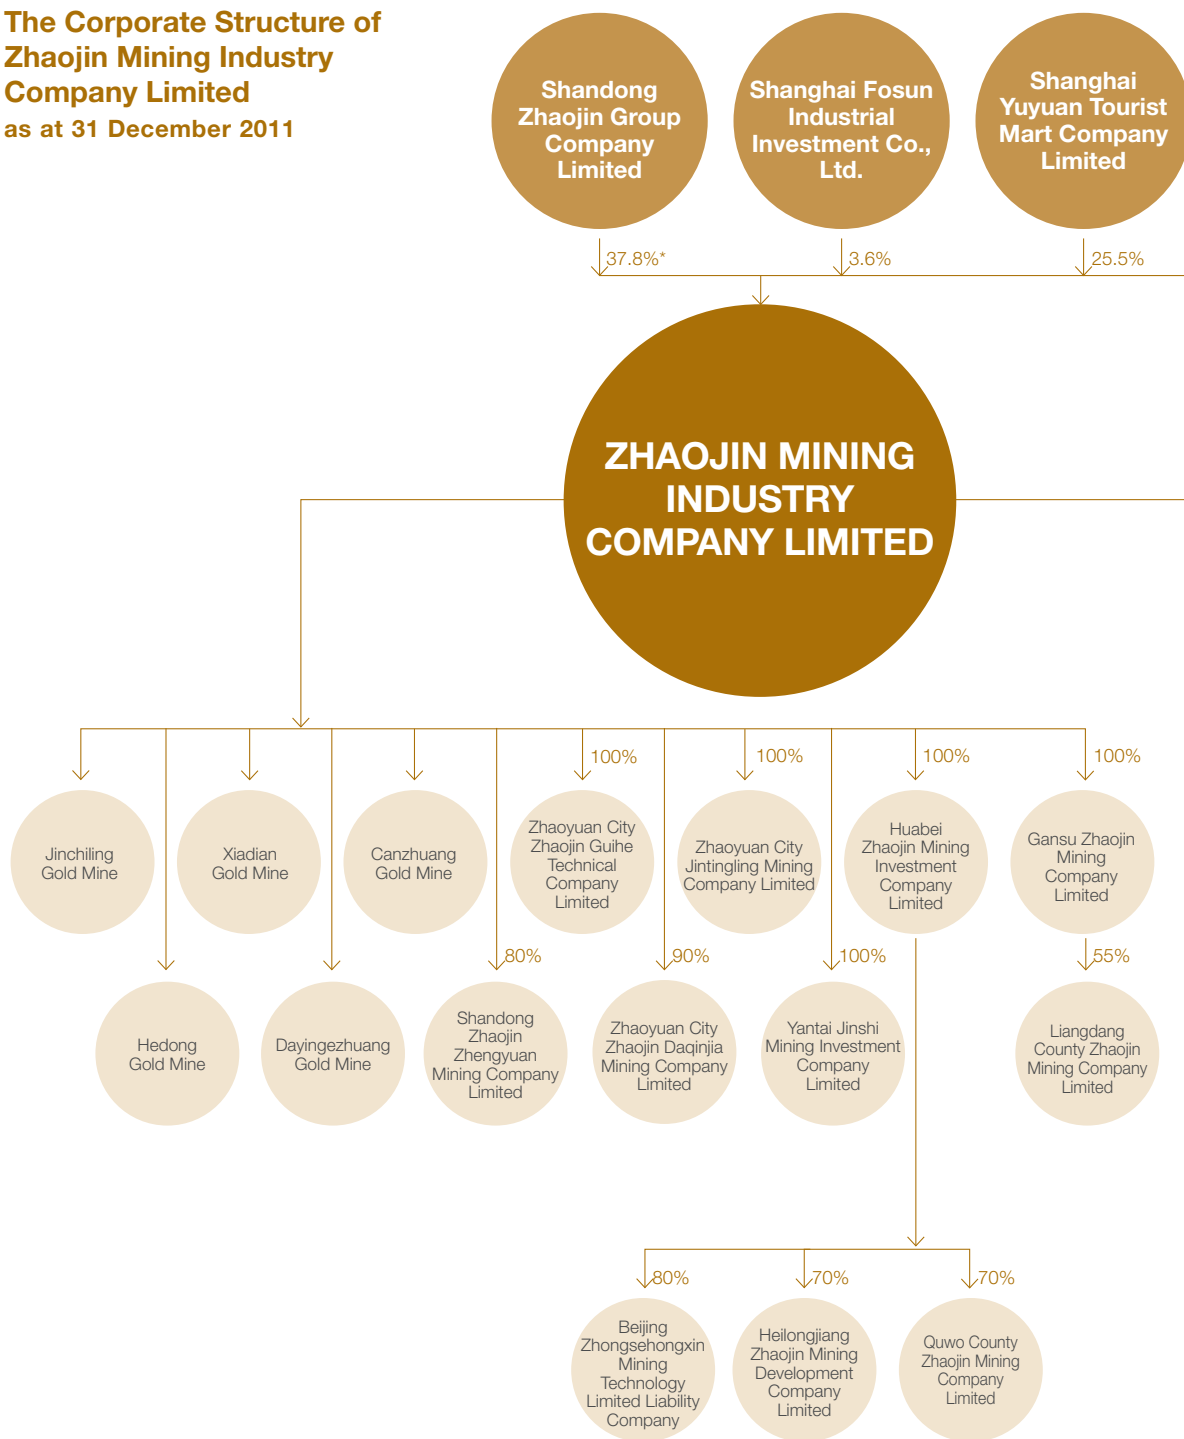 The Corporate Structure of
Zhaojin Mining Industry
Company Limited
as at 31 December 2011
Shandong
Zhaojin Group
Company
Limited
Shanghai Fosun
Industrial
Investment Co.,
Ltd.
Shanghai
Yuyuan Tourist
Mart Company
Limited
37.8%*
3.6%
25.5%
ZHAOJIN MINING
INDUSTRY
COMPANY LIMITED
100%
100%
100%
100%
Jinchiling
Gold Mine
Xiadian
Gold Mine
Canzhuang
Gold Mine
Zhaoyuan City
Zhaojin Guihe
Technical
Company
Limited
Zhaoyuan City
Jintingling Mining
Company Limited
Huabei
Zhaojin Mining
Investment
Company
Limited
Gansu Zhaojin
Mining
Company
Limited
80%
90%
100%
55%
Hedong
Gold Mine
Dayingezhuang
Gold Mine
Shandong
Zhaojin
Zhengyuan
Mining Company
Limited
Zhaoyuan City
Zhaojin Daqinjia
Mining Company
Limited
Yantai Jinshi
Mining Investment
Company
Limited
Liangdang
County Zhaojin
Mining Company
Limited
80%
70%
70%
Beijing
Zhongsehongxin
Mining
Technology
Limited Liability
Company
Heilongjiang
Zhaojin Mining
Development
Company
Limited
Quwo County
Zhaojin Mining
Company
Limited